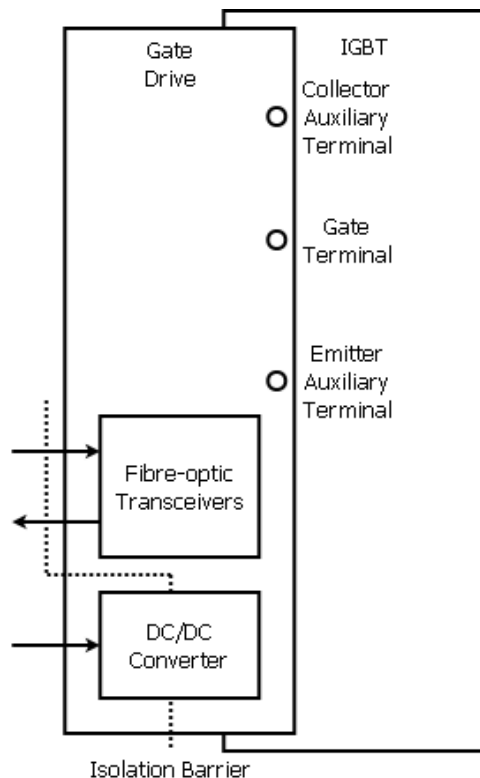 Gate
Drive
IGBT
Collector
Auxiliary
Terminal
Gate
Terminal
Emitter
Auxiliary
Terminal
Fibre-optic
Transceivers
DC/DC
Converter
Isolation Barrier